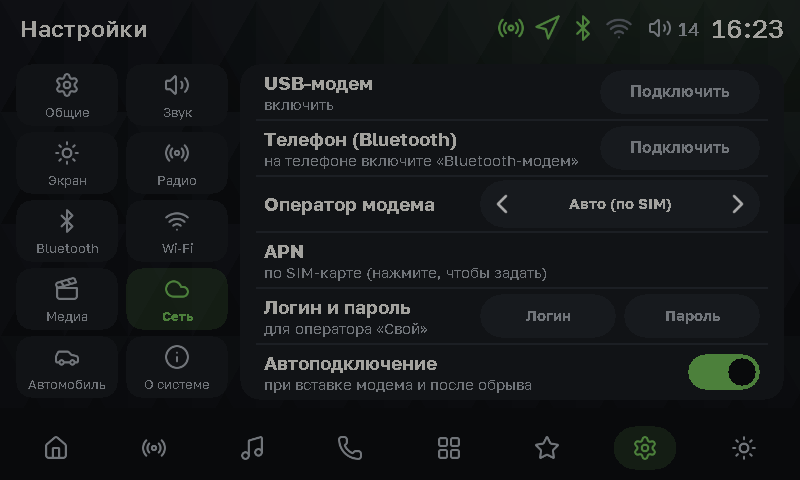 Настройки
14 16:23
Общие
Звук
Экран
Радио
Bluetooth
Wi-Fi
Медиа
Сеть
Автомобиль
О системе
USB-модем
включить
Подключить
Телефон (Bluetooth)
на телефоне включите «Bluetooth-модем»
Подключить
Оператор модема
Авто (по SIM)
APN
по SIM-карте (нажмите, чтобы задать)
Логин и пароль
для оператора «Свой»
Логин
Пароль
Автоподключение
при вставке модема и после обрыва